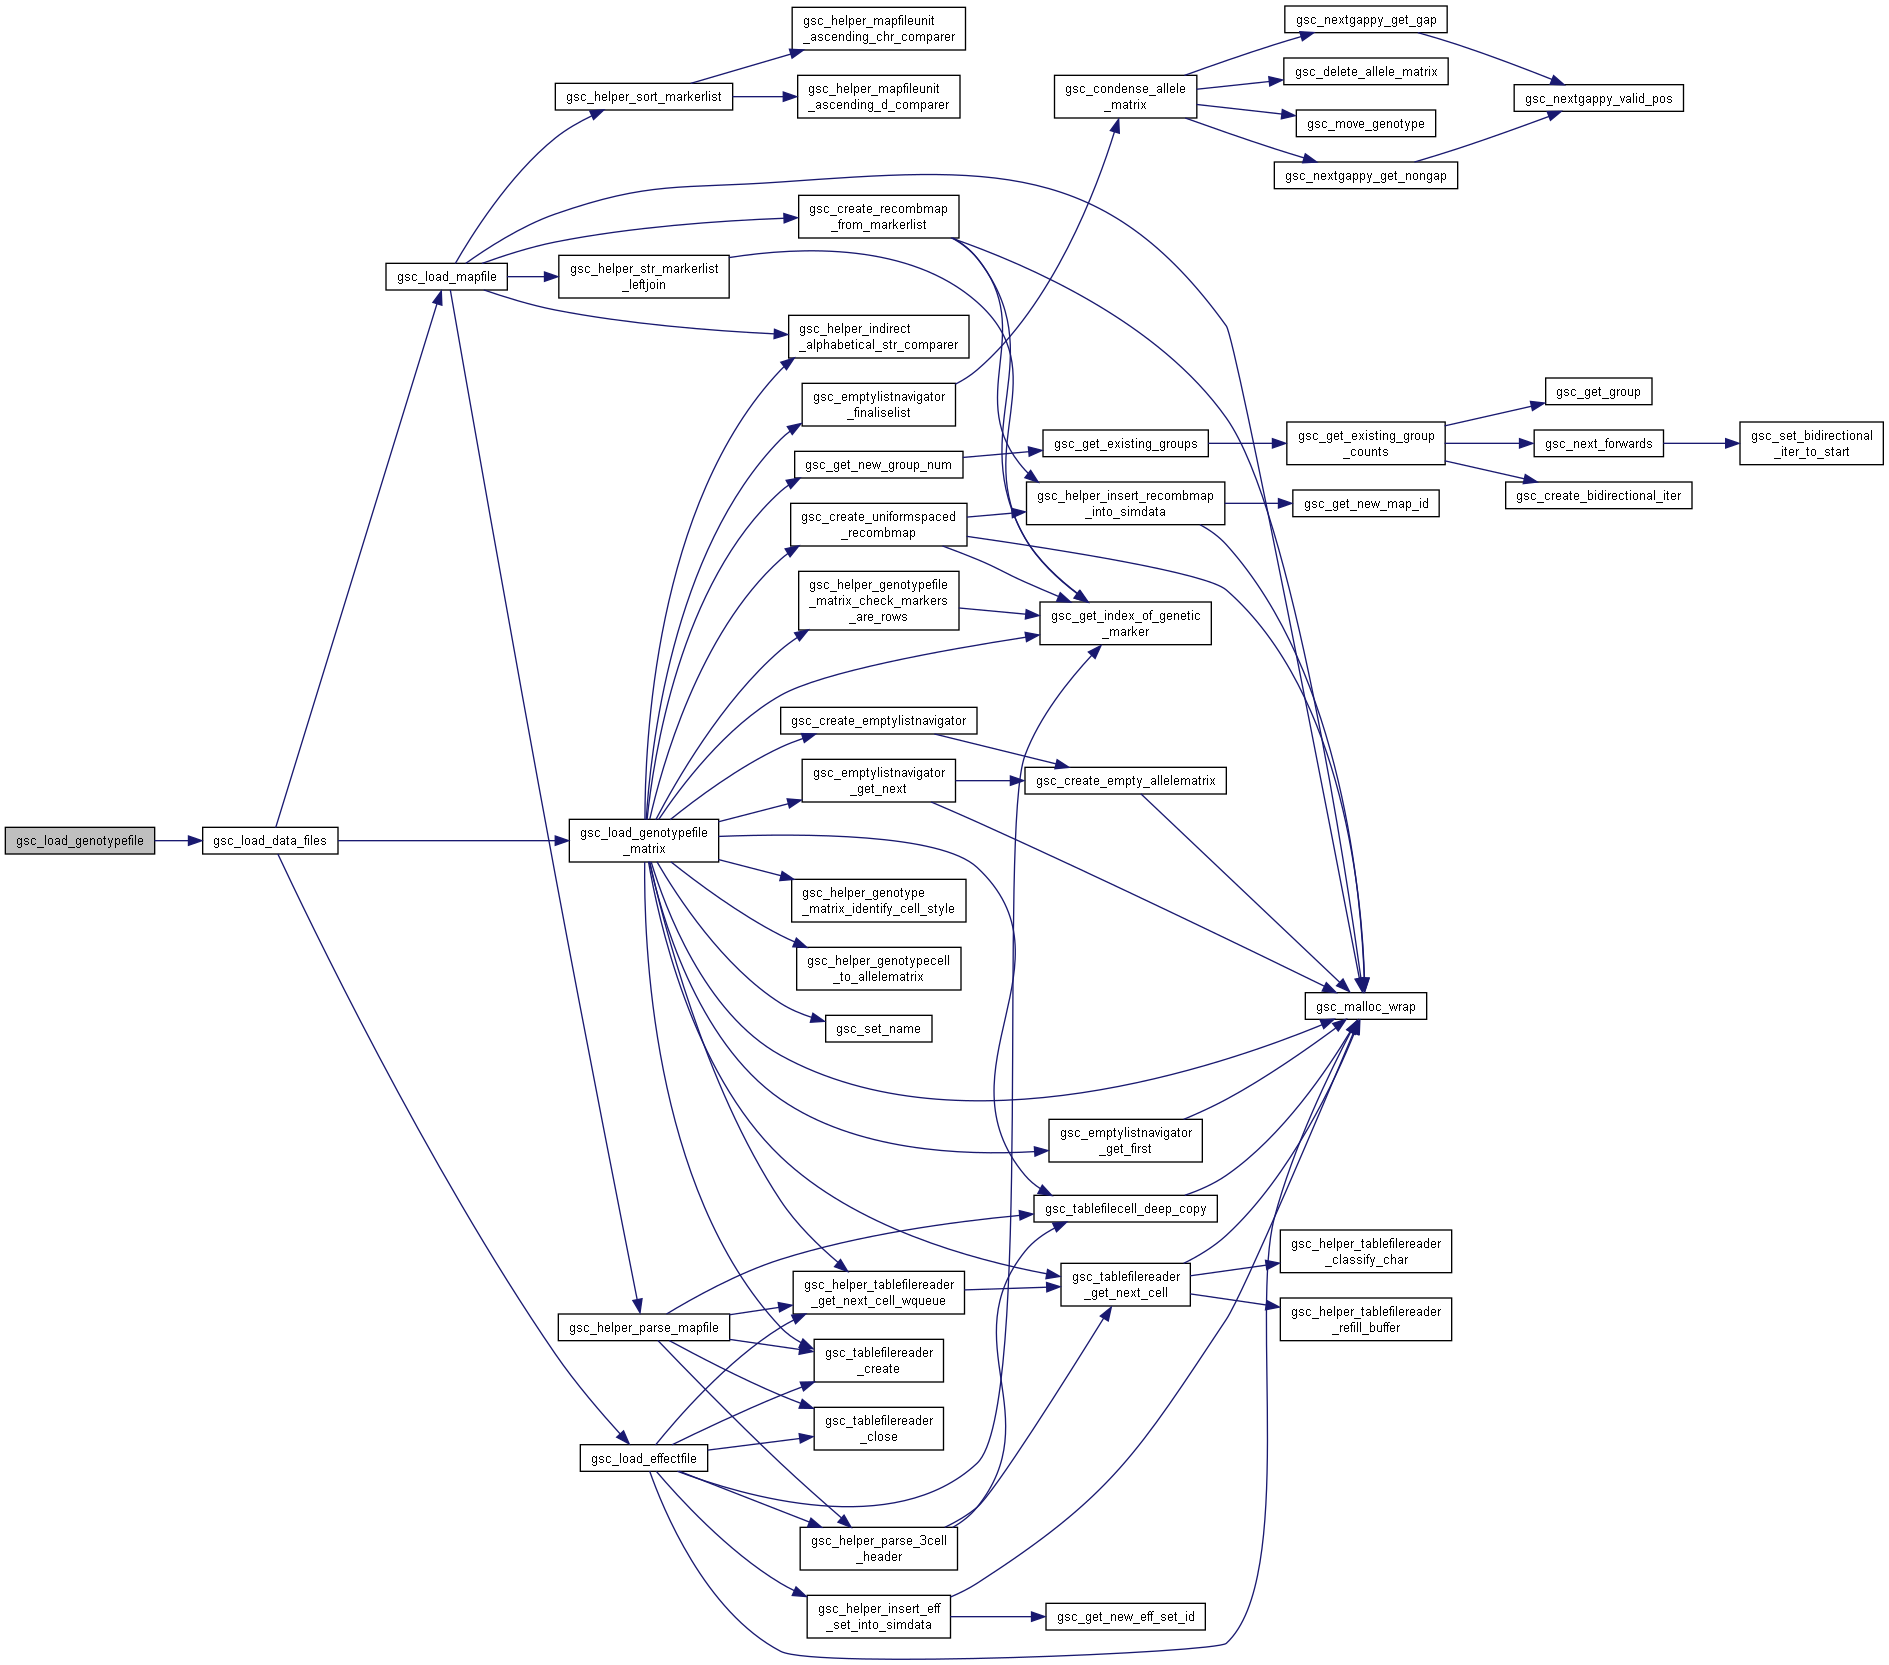 gsc_helper_mapfileunit
_ascending_chr_comparer
gsc_nextgappy_get_gap
gsc_delete_allele_matrix
gsc_helper_sort_markerlist
gsc_helper_mapfileunit
_ascending_d_comparer
gsc_condense_allele
_matrix
gsc_nextgappy_valid_pos
gsc_move_genotype
gsc_nextgappy_get_nongap
gsc_create_recombmap
_from_markerlist
gsc_load_mapfile
gsc_helper_str_markerlist
_leftjoin
gsc_helper_indirect
_alphabetical_str_comparer
gsc_emptylistnavigator
_finaliselist
gsc_get_group
gsc_get_new_group_num
gsc_get_existing_groups
gsc_get_existing_group
_counts
gsc_next_forwards
gsc_set_bidirectional
_iter_to_start
gsc_create_bidirectional_iter
gsc_create_uniformspaced
_recombmap
gsc_helper_insert_recombmap
_into_simdata
gsc_get_new_map_id
gsc_helper_genotypefile
_matrix_check_markers
_are_rows
gsc_get_index_of_genetic
_marker
gsc_create_emptylistnavigator
gsc_emptylistnavigator
_get_next
gsc_create_empty_allelematrix
gsc_load_genotypefile
gsc_load_data_files
gsc_load_genotypefile
_matrix
gsc_helper_genotype
_matrix_identify_cell_style
gsc_helper_genotypecell
_to_allelematrix
gsc_set_name
gsc_malloc_wrap
gsc_emptylistnavigator
_get_first
gsc_tablefilecell_deep_copy
gsc_helper_tablefilereader
_classify_char
gsc_helper_tablefilereader
_get_next_cell_wqueue
gsc_tablefilereader
_get_next_cell
gsc_helper_tablefilereader
_refill_buffer
gsc_helper_parse_mapfile
gsc_tablefilereader
_create
gsc_tablefilereader
_close
gsc_load_effectfile
gsc_helper_parse_3cell
_header
gsc_helper_insert_eff
_set_into_simdata
gsc_get_new_eff_set_id